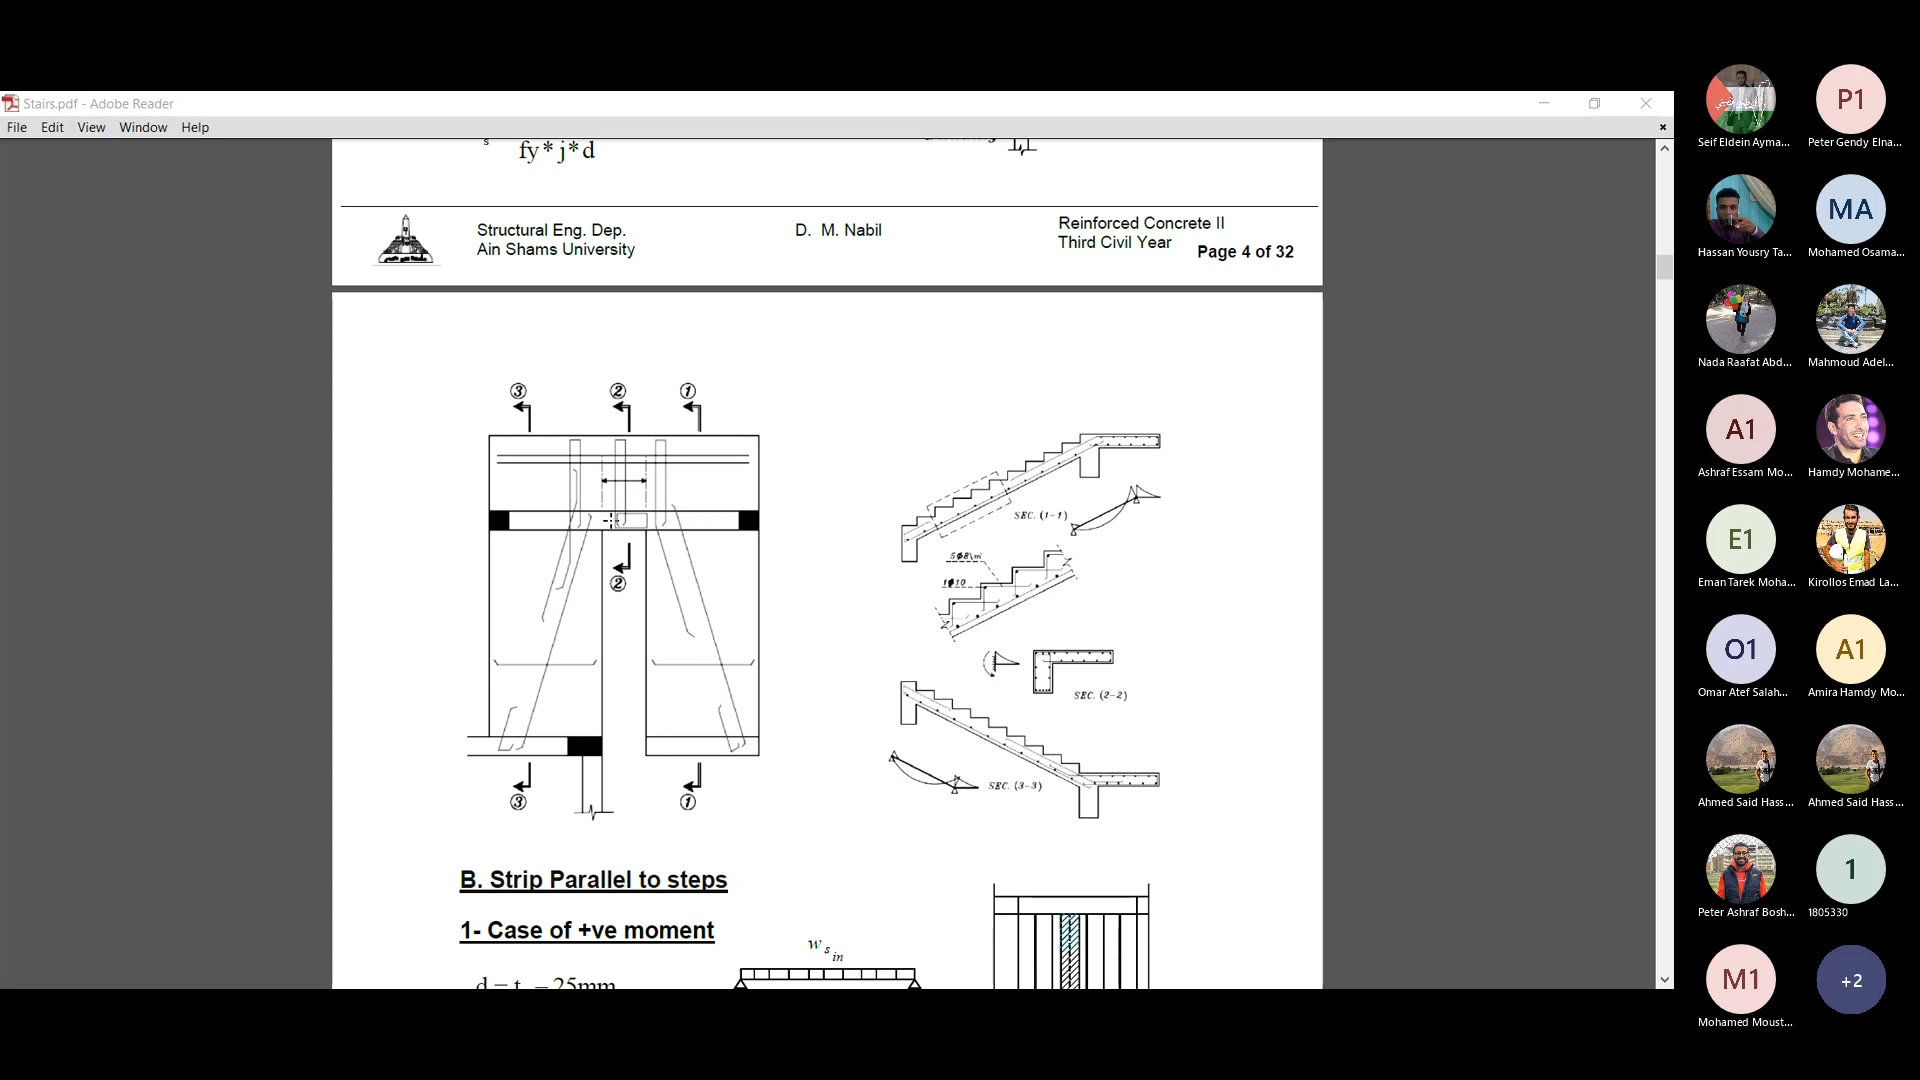 Stairs.pdf - Adobe Reader
File Edit View Window Help
s
fy * j * d
Structural Eng. Dep.
Ain Shams University
D. M. Nabil
Reinforced Concrete II
Third Civil Year
Page 4 of 32
3 2 1
SEC. (1-1)
5Φ8\m
1Φ10
2
SEC. (2-2)
SEC. (3-3)
3 1
B. Strip Parallel to steps
1- Case of +ve moment
w s in
d = t - 25mm
Seif Eldein Ayma...
P1
Peter Gendy Elna...
Hassan Yousry Ta...
MA
Mohamed Osama...
Nada Raafat Abd...
Mahmoud Adel...
A1
Ashraf Essam Mo...
Hamdy Mohame...
E1
Eman Tarek Moha...
Kirollos Emad La...
O1
Omar Atef Salah...
A1
Amira Hamdy Mo...
Ahmed Said Hass...
Ahmed Said Hass...
Peter Ashraf Bosh...
1
1805330
M1
Mohamed Moust...
+2